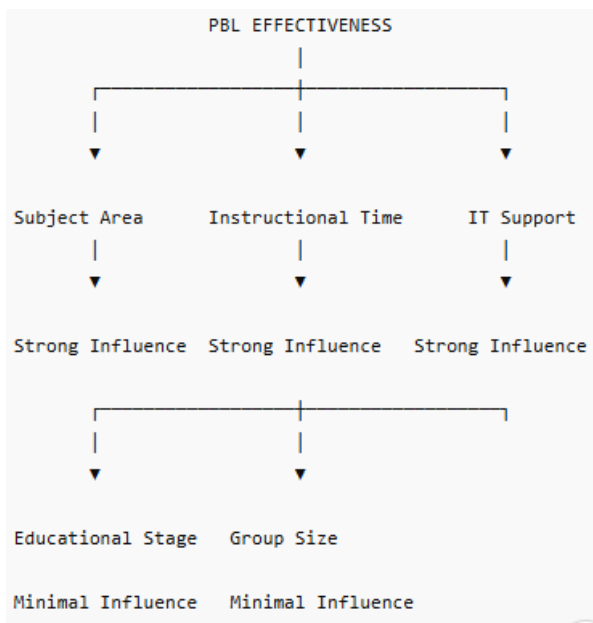 PBL EFFECTIVENESS
Subject Area Instructional Time IT Support
Strong Influence Strong Influence Strong Influence
Educational Stage Group Size
Minimal Influence Minimal Influence